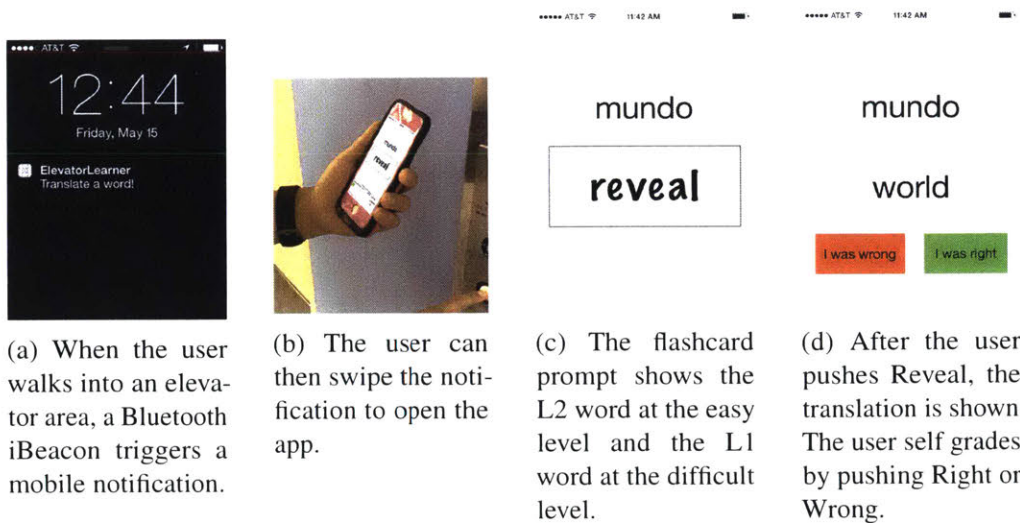 AT&T
12:44
Friday, May 15
ElevatorLearner
Translate a word!
mundo
reveal
AT&T 11:42 AM
mundo
reveal
AT&T 11:42 AM
mundo
world
I was wrong
I was right
(a) When the user
walks into an eleva-
tor area, a Bluetooth
iBeacon triggers a
mobile notification.
(b) The user can
then swipe the noti-
fication to open the
app.
(c) The flashcard
prompt shows the
L2 word at the easy
level and the L1
word at the difficult
level.
(d) After the user
pushes Reveal, the
translation is shown.
The user self grades
by pushing Right or
Wrong.